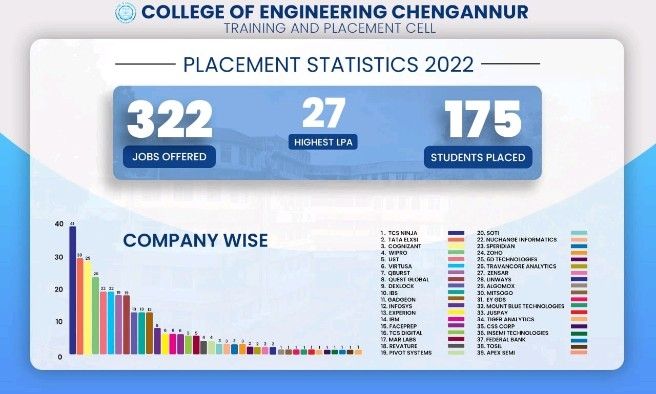 COLLEGE OF ENGINEERING CHENGANNUR
TRAINING AND PLACEMENT CELL
PLACEMENT STATISTICS 2022
322
JOBS OFFERED
27
HIGHEST LPA
175
STUDENTS PLACED
COMPANY WISE
40
30
20
10
0
1. TCS NINJA
2. TATA ELXSI
3. COGNIZANT
4. WIPRO
5. UST
6. VIRTUSA
7. QBURST
8. QUEST GLOBAL
9. DEXLOCK
10. IBS
11. GADGEON
12. INFOSYS
13. EXPERION
14. IBM
15. FACEPREP
16. TCS DIGITAL
17. MAR LABS
18. REVATURE
19. PIVOT SYSTEMS
20. SOTI
22. NUCHANGE INFORMATICS
23. SPERIDIAN
24. ZOHO
25. 6D TECHNOLOGIES
26. TRAVANCORE ANALYTICS
27. ZENSAR
28. LINWAYS
29. ALGOMOX
30. MITSOGO
31. EY GDS
32. MOUNT BLUE TECHNOLOGIES
33. JUSPAY
34. TIGER ANALYTICS
35. CSS CORP
36. INSEMI TECHNOLOGIES
37. FEDERAL BANK
38. TOSIL
39. APEX SEMI